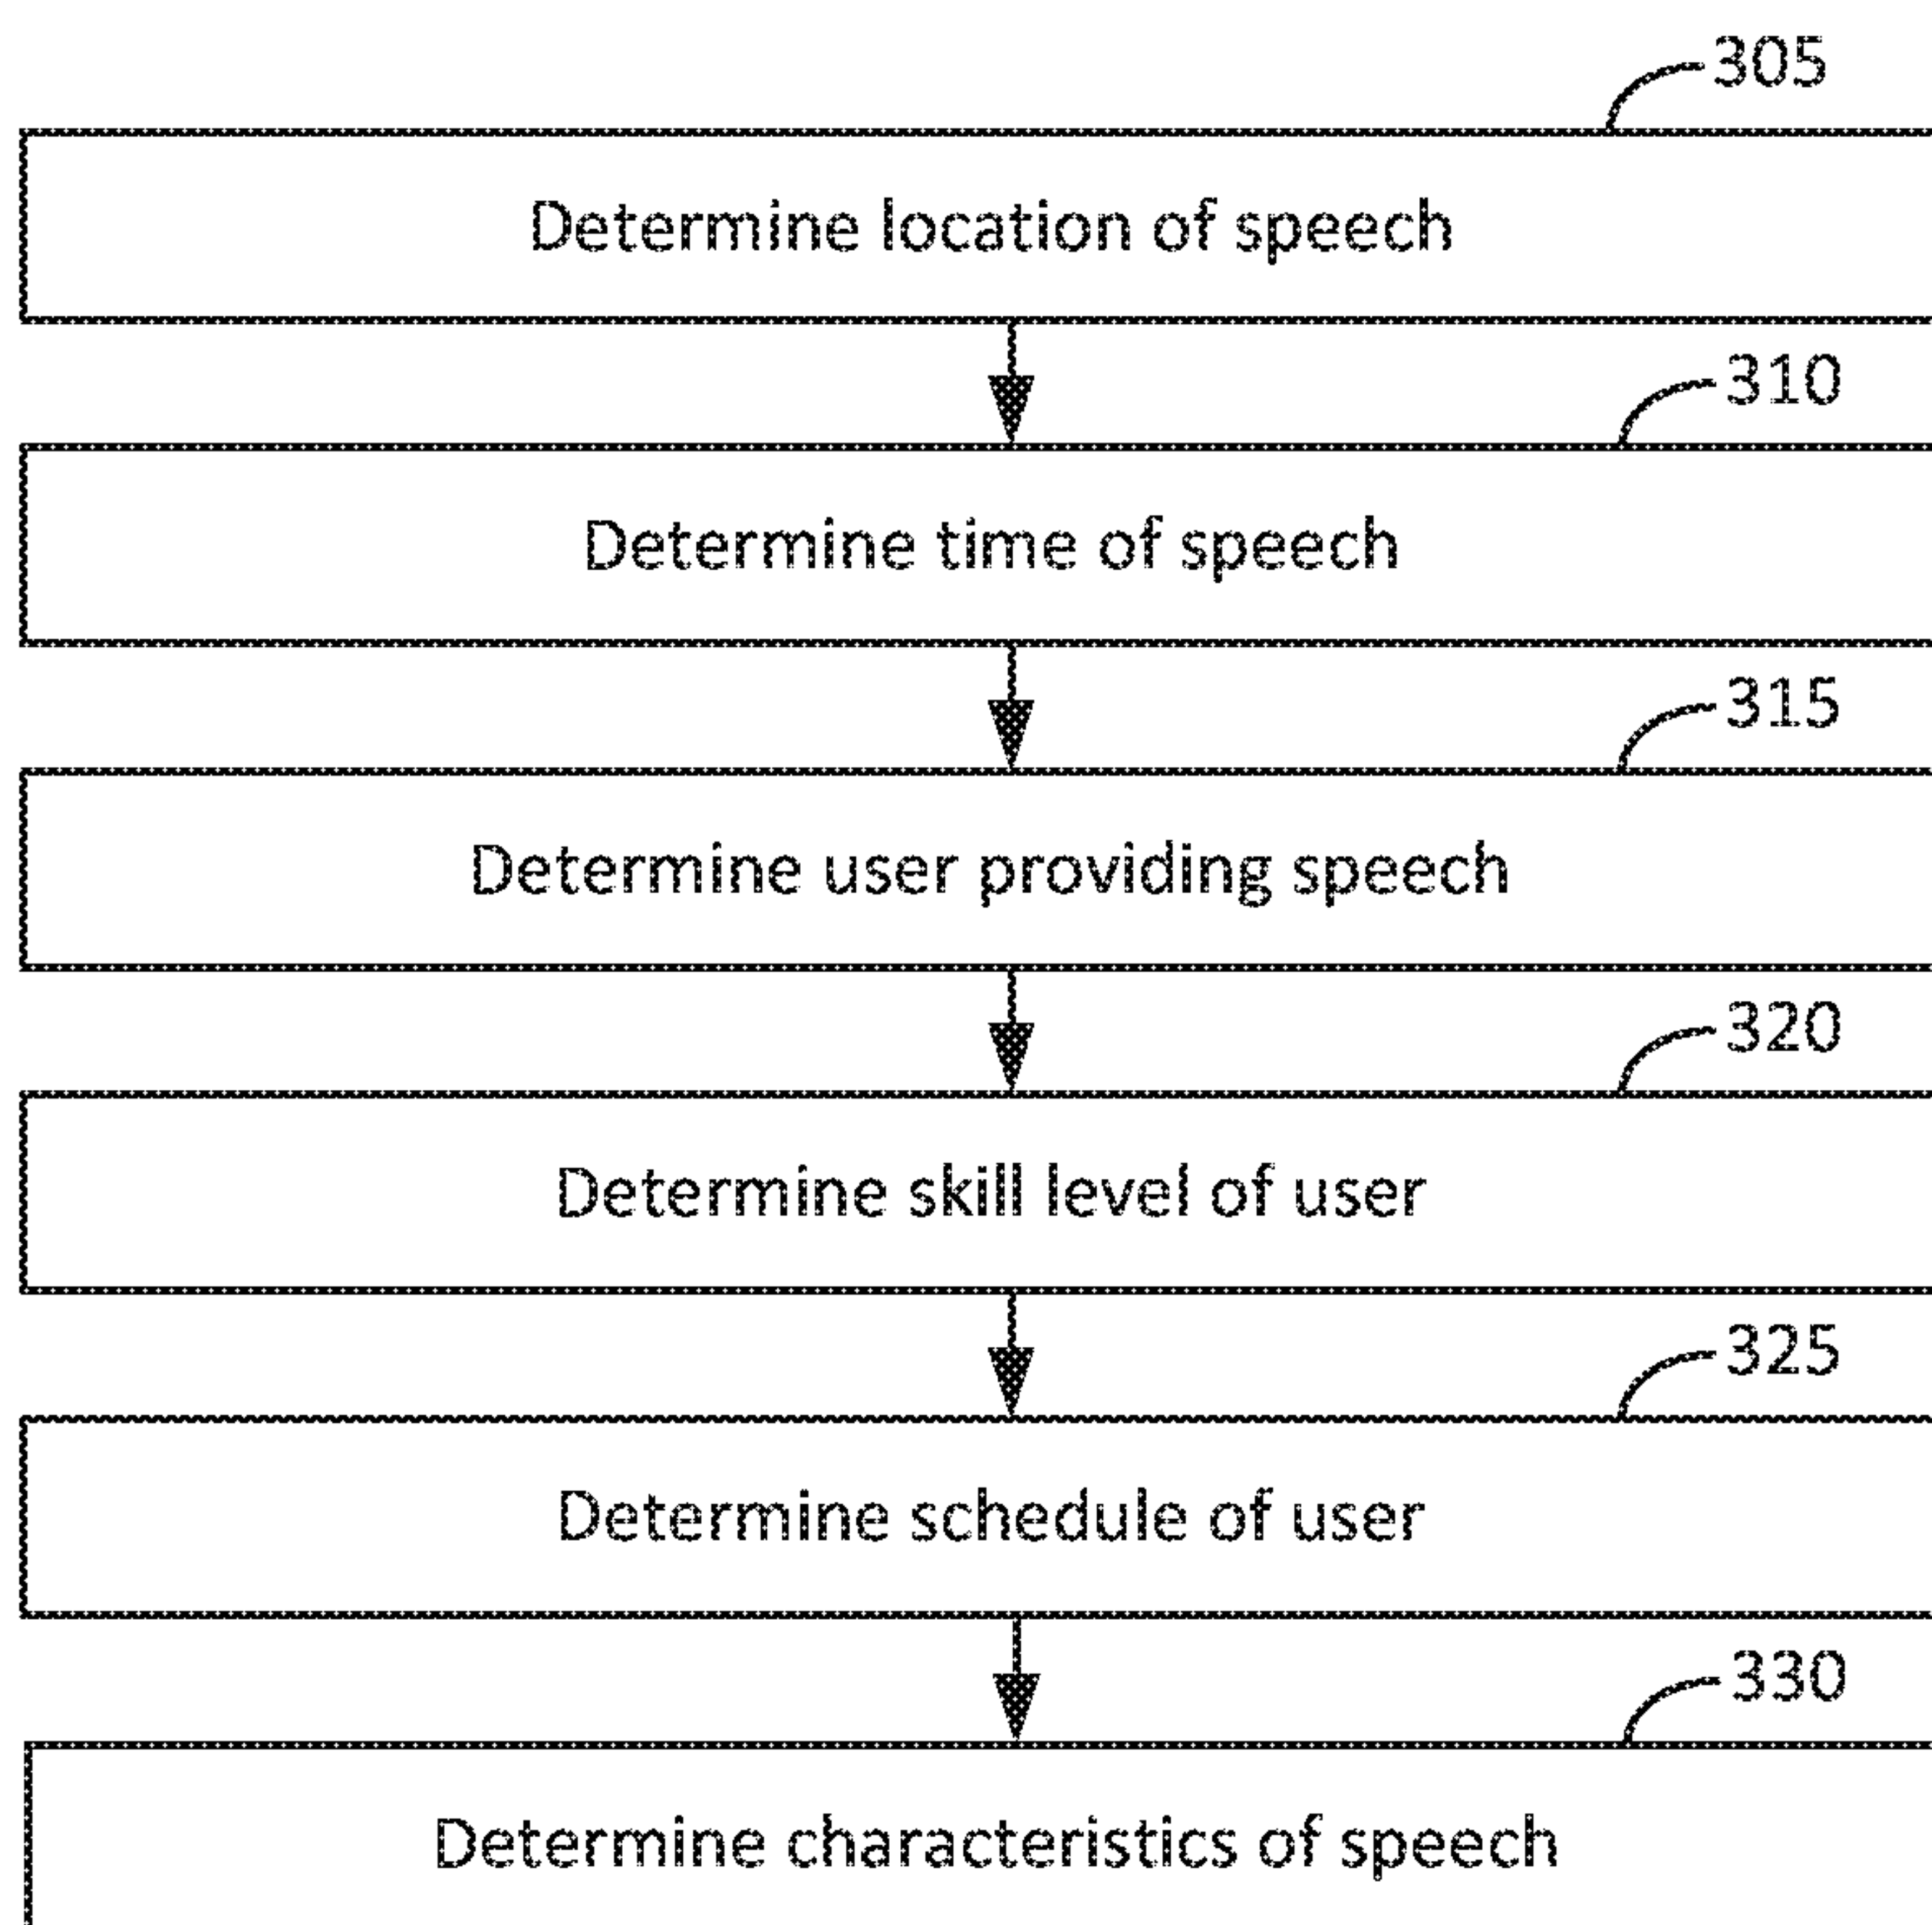 305
Determine location of speech
310
Determine time of speech
315
Determine user providing speech
320
Determine skill level of user
325
Determine schedule of user
330
Determine characteristics of speech